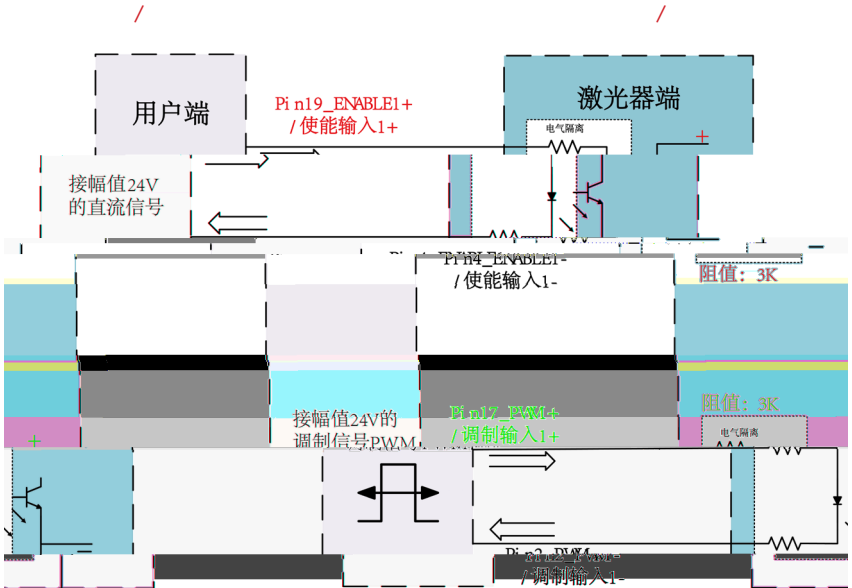 用户端
激光器端
Pin19_ENABLE1+
/使能输入1+
电气隔离
+
接幅值24V
的直流信号
Pin4_ENABLE1-
/使能输入1-
阻值：3K
接幅值24V的
调制信号PWM
Pin17_PWM+
/调制输入1+
阻值：3K
电气隔离
+
/调制输入1-